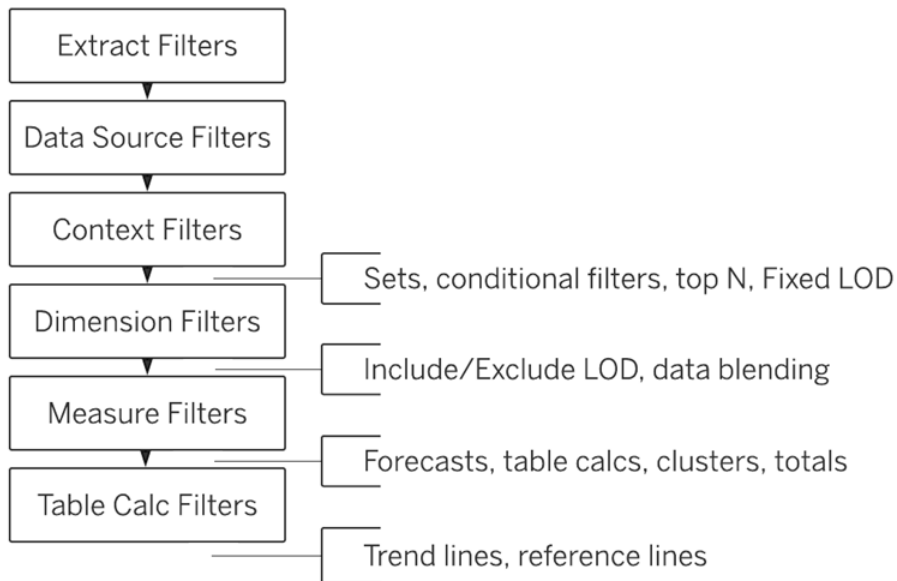 Extract Filters
Data Source Filters
Context Filters
Sets, conditional filters, top N, Fixed LOD
Dimension Filters
Include/Exclude LOD, data blending
Measure Filters
Forecasts, table calcs, clusters, totals
Table Calc Filters
Trend lines, reference lines